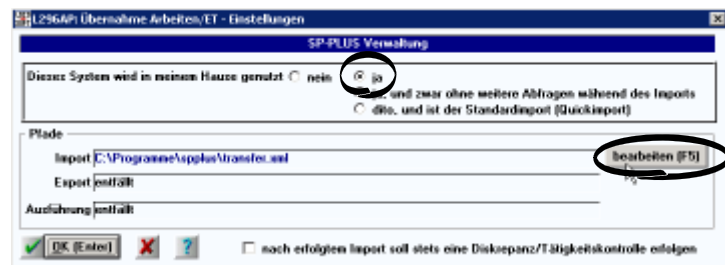 L296AP: Übernahme Arbeiten/ET - Einstellungen
SP-PLUS Verwaltung
Dieses System wird in meinem Hause genutzt nein ja
ja, und zwar ohne weitere Abfragen während des Imports
dito, und ist der Standardimport (Quickimport)
Pfade
Import C:\Programme\spplus\transfer.xml bearbeiten (F5)
Export entfällt
Ausführung entfällt
OK (Enter) nach erfolgtem Import soll stets eine Diskrepanz/Tätigkeitskontrolle erfolgen